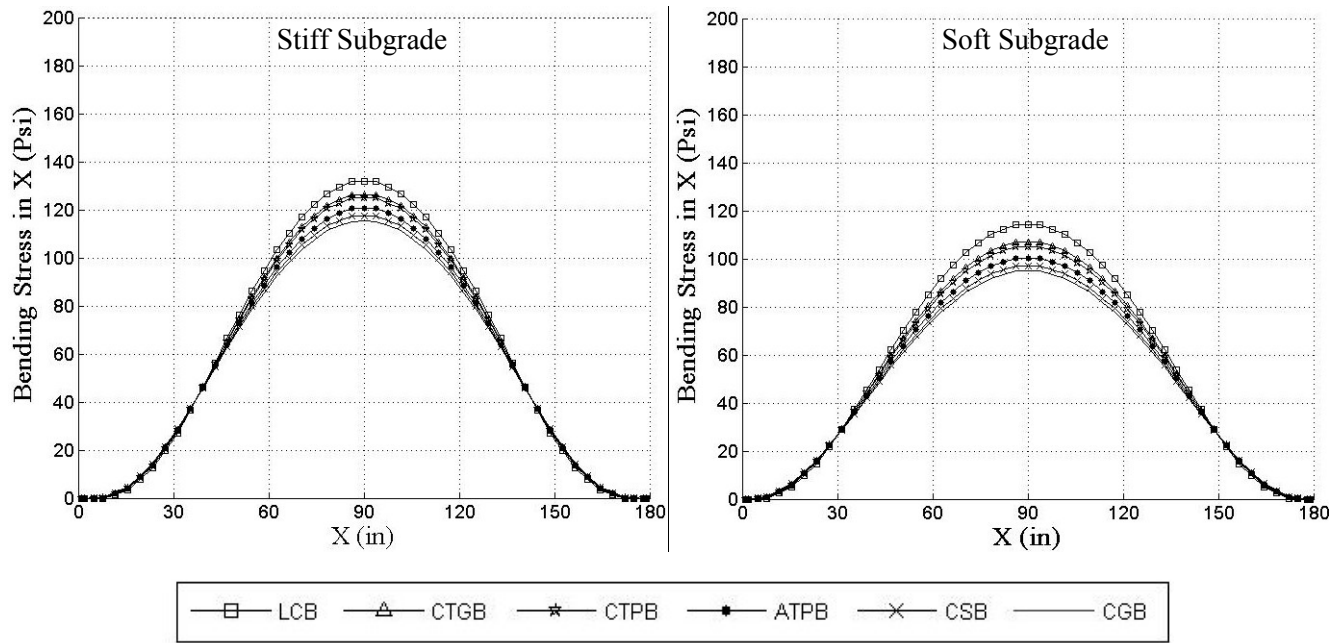 Stiff Subgrade
Bending Stress in X (Psi)
200
180
160
140
120
100
80
60
40
20
0
0 30 60 90 120 150 180
X (in)
Soft Subgrade
Bending Stress in X (Psi)
200
180
160
140
120
100
80
60
40
20
0
0 30 60 90 120 150 180
X (in)
LCB CTGB CTPB ATPB CSB CGB